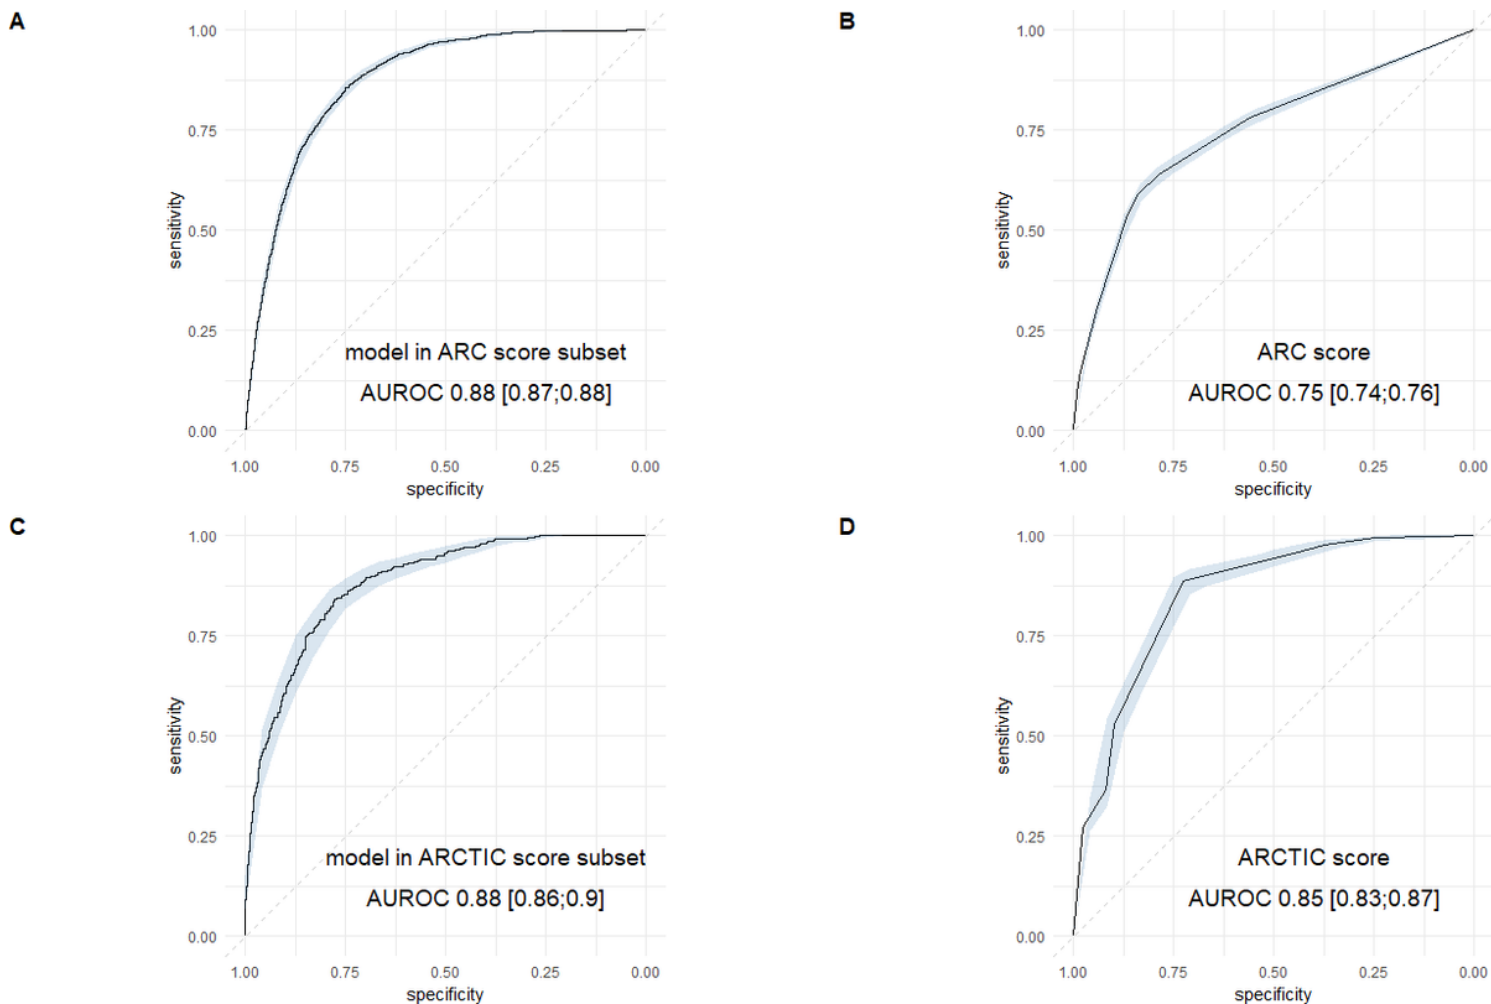 A
1.00
0.75
0.50
0.25
0.00
sensitivity
model in ARC score subset
AUROC 0.88 [0.87;0.88]
1.00 0.75 0.50 0.25 0.00
specificity
B
1.00
0.75
0.50
0.25
0.00
sensitivity
ARC score
AUROC 0.75 [0.74;0.76]
1.00 0.75 0.50 0.25 0.00
specificity
C
1.00
0.75
0.50
0.25
0.00
sensitivity
model in ARCTIC score subset
AUROC 0.88 [0.86;0.9]
1.00 0.75 0.50 0.25 0.00
specificity
D
1.00
0.75
0.50
0.25
0.00
sensitivity
ARCTIC score
AUROC 0.85 [0.83;0.87]
1.00 0.75 0.50 0.25 0.00
specificity